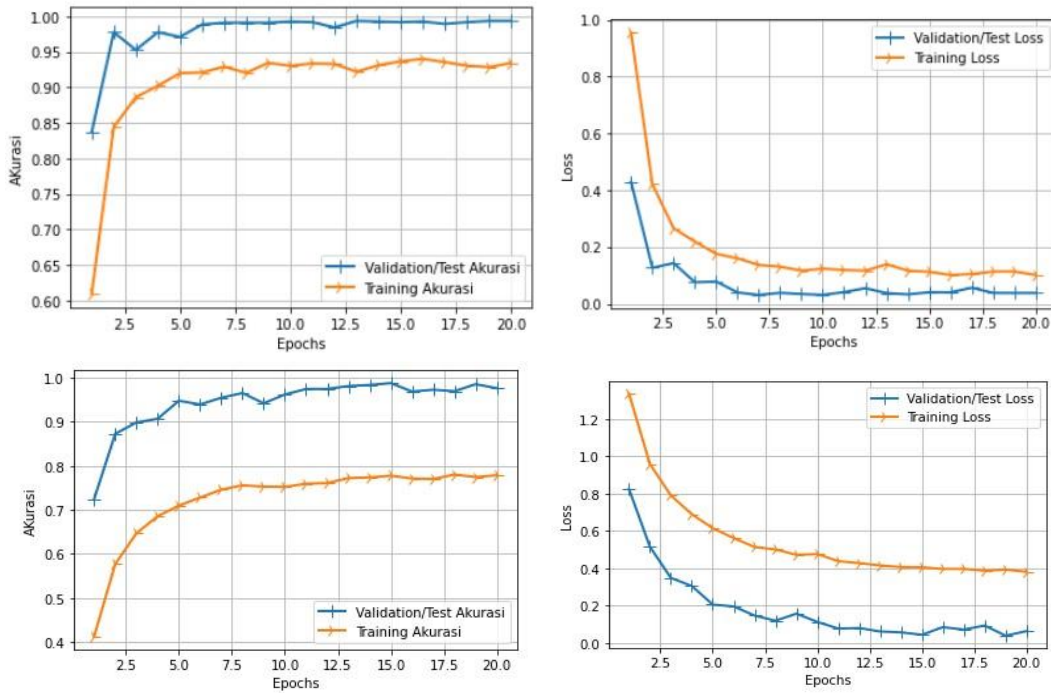 1.00
0.95
0.90
0.85
0.80
0.75
0.70
0.65
0.60
AKurasi
Validation/Test Akurasi
Training Akurasi
2.5 5.0 7.5 10.0 12.5 15.0 17.5 20.0
Epochs
1.0
0.8
0.6
0.4
0.2
0.0
Loss
Validation/Test Loss
Training Loss
2.5 5.0 7.5 10.0 12.5 15.0 17.5 20.0
Epochs
1.0
0.9
0.8
0.7
0.6
0.5
0.4
AKurasi
Validation/Test Akurasi
Training Akurasi
2.5 5.0 7.5 10.0 12.5 15.0 17.5 20.0
Epochs
1.2
1.0
0.8
0.6
0.4
0.2
0.0
Loss
Validation/Test Loss
Training Loss
2.5 5.0 7.5 10.0 12.5 15.0 17.5 20.0
Epochs